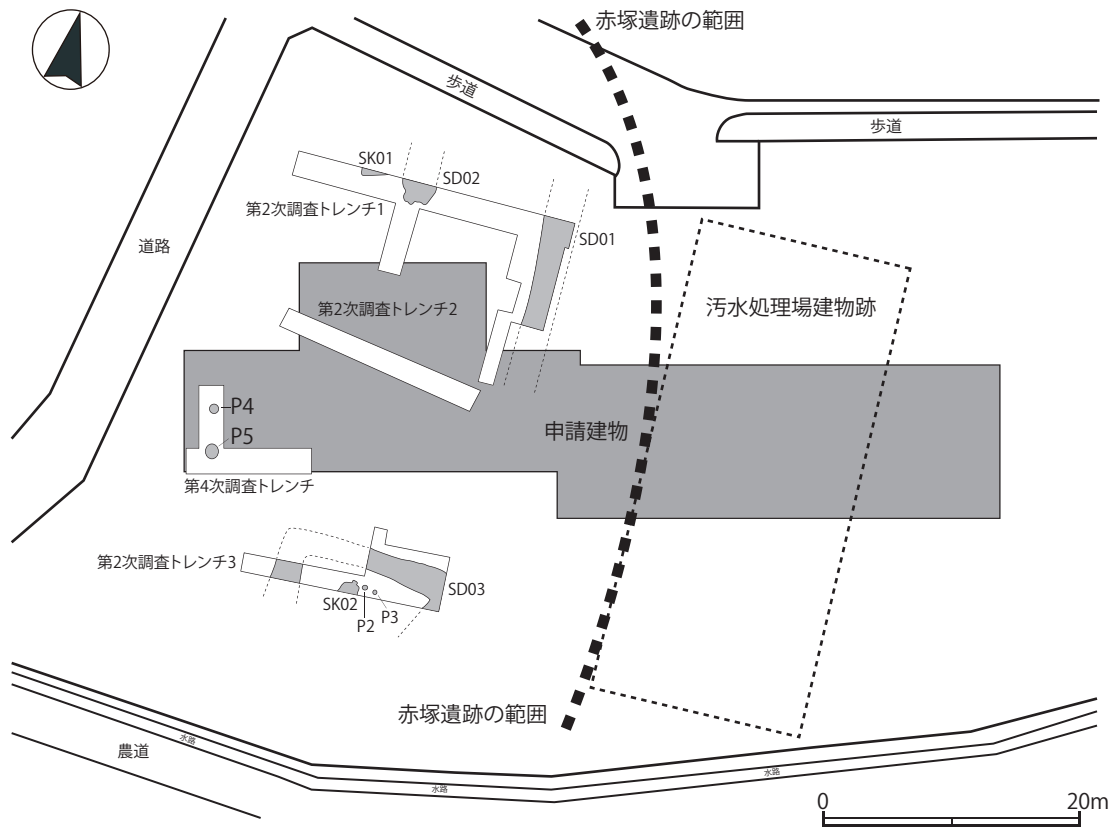 赤塚遺跡の範囲
歩道
歩道
SK01
SD02
第2次調査トレンチ1
SD01
道路
第2次調査トレンチ2
汚水処理場建物跡
P4
P5
申請建物
第4次調査トレンチ
第2次調査トレンチ3
SK02
P2
P3
SD03
赤塚遺跡の範囲
農道
水路
水路
水路
0
20m